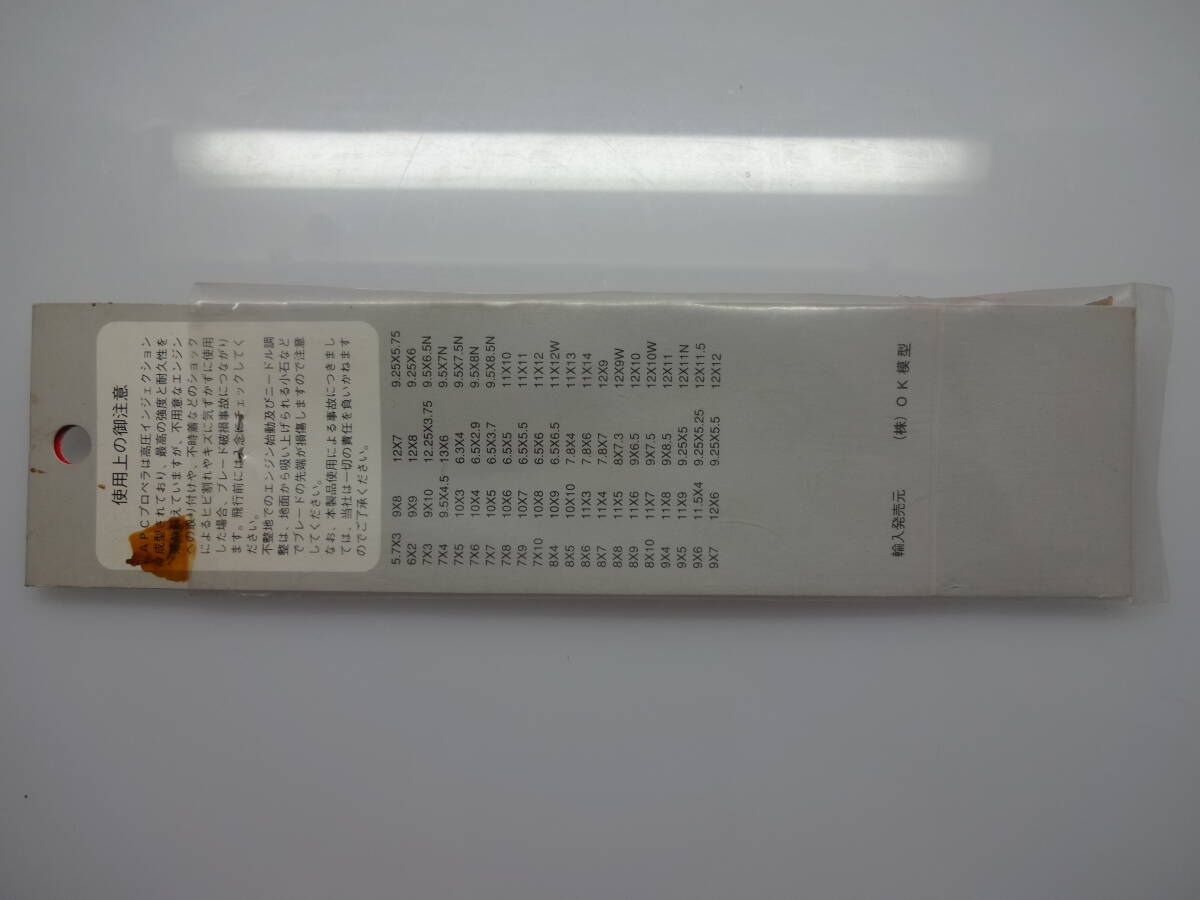 使用上の御注意
APCプロペラは高圧インジェクション
成型されており、最高の強度と耐久性を
えていますが、不用意なエンジン
への取り付けや、不時着などのショック
によるヒビ割れやキズに気ずかずに使用
した場合、ブレード破損事故につながり
ます。飛行前には入念にチェックしてく
ださい。
不整地でのエンジン始動及びニードル調
整は、地面から吸い上げられる小石など
でブレードの先端が損傷しますので注意
してください。
なお、本製品使用による事故につきまし
ては、当社は一切の責任を負いかねます
のでご了承ください。
5.7X3 9X8 12X7 9.25X5.75
6X2 9X9 12X8 9.25X6
7X3 9X10 12.25X3.75 9.5X6.5N
7X4 9.5X4.5 13X6 9.5X7N
7X5 10X3 6.3X4 9.5X7.5N
7X6 10X4 6.5X2.9 9.5X8N
7X7 10X5 6.5X3.7 9.5X8.5N
7X8 10X6 6.5X5 11X10
7X9 10X7 6.5X5.5 11X11
7X10 10X8 6.5X6 11X12
8X4 10X9 6.5X6.5 11X12W
8X5 10X10 7.8X4 11X13
8X6 11X3 7.8X6 11X14
8X7 11X4 7.8X7 12X9
8X8 11X5 8X7.3 12X9W
8X9 11X6 9X6.5 12X10
8X10 11X7 9X7.5 12X10W
9X4 11X8 9X8.5 12X11
9X5 11X9 9.25X5 12X11N
9X6 11.5X4 9.25X5.25 12X11.5
9X7 12X6 9.25X5.5 12X12
輸入発売元 (株)OK模型